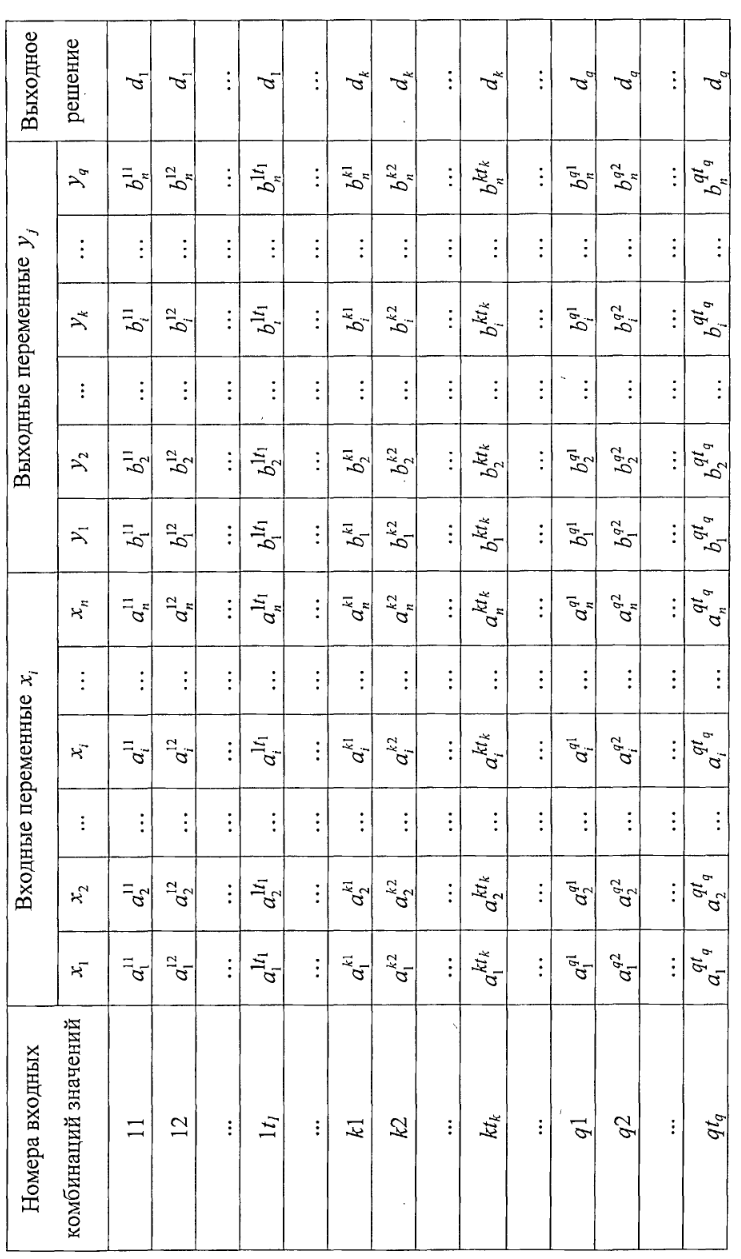 Номера входных комбинаций значений | Входные переменные x_i | Выходные переменные y_j | Выходное решение
x_1 | x_2 | ... | x_i | ... | x_n | y_1 | y_2 | ... | y_k | ... | y_q
11 | a_1^{11} | a_2^{11} | ... | a_i^{11} | ... | a_n^{11} | b_1^{11} | b_2^{11} | ... | b_i^{11} | ... | b_n^{11} | d_1
12 | a_1^{12} | a_2^{12} | ... | a_i^{12} | ... | a_n^{12} | b_1^{12} | b_2^{12} | ... | b_i^{12} | ... | b_n^{12} | d_1
... | ... | ... | ... | ... | ... | ... | ... | ... | ... | ... | ... | ... | ...
1t_1 | a_1^{1t_1} | a_2^{1t_1} | ... | a_i^{1t_1} | ... | a_n^{1t_1} | b_1^{1t_1} | b_2^{1t_1} | ... | b_i^{1t_1} | ... | b_n^{1t_1} | d_1
... | ... | ... | ... | ... | ... | ... | ... | ... | ... | ... | ... | ... | ...
k1 | a_1^{k1} | a_2^{k1} | ... | a_i^{k1} | ... | a_n^{k1} | b_1^{k1} | b_2^{k1} | ... | b_i^{k1} | ... | b_n^{k1} | d_k
k2 | a_1^{k2} | a_2^{k2} | ... | a_i^{k2} | ... | a_n^{k2} | b_1^{k2} | b_2^{k2} | ... | b_i^{k2} | ... | b_n^{k2} | d_k
... | ... | ... | ... | ... | ... | ... | ... | ... | ... | ... | ... | ... | ...
kt_k | a_1^{kt_k} | a_2^{kt_k} | ... | a_i^{kt_k} | ... | a_n^{kt_k} | b_1^{kt_k} | b_2^{kt_k} | ... | b_i^{kt_k} | ... | b_n^{kt_k} | d_k
... | ... | ... | ... | ... | ... | ... | ... | ... | ... | ... | ... | ... | ...
q1 | a_1^{q1} | a_2^{q1} | ... | a_i^{q1} | ... | a_n^{q1} | b_1^{q1} | b_2^{q1} | ... | b_i^{q1} | ... | b_n^{q1} | d_q
q2 | a_1^{q2} | a_2^{q2} | ... | a_i^{q2} | ... | a_n^{q2} | b_1^{q2} | b_2^{q2} | ... | b_i^{q2} | ... | b_n^{q2} | d_q
... | ... | ... | ... | ... | ... | ... | ... | ... | ... | ... | ... | ... | ...
qt_q | a_1^{qt_q} | a_2^{qt_q} | ... | a_i^{qt_q} | ... | a_n^{qt_q} | b_1^{qt_q} | b_2^{qt_q} | ... | b_i^{qt_q} | ... | b_n^{qt_q} | d_q